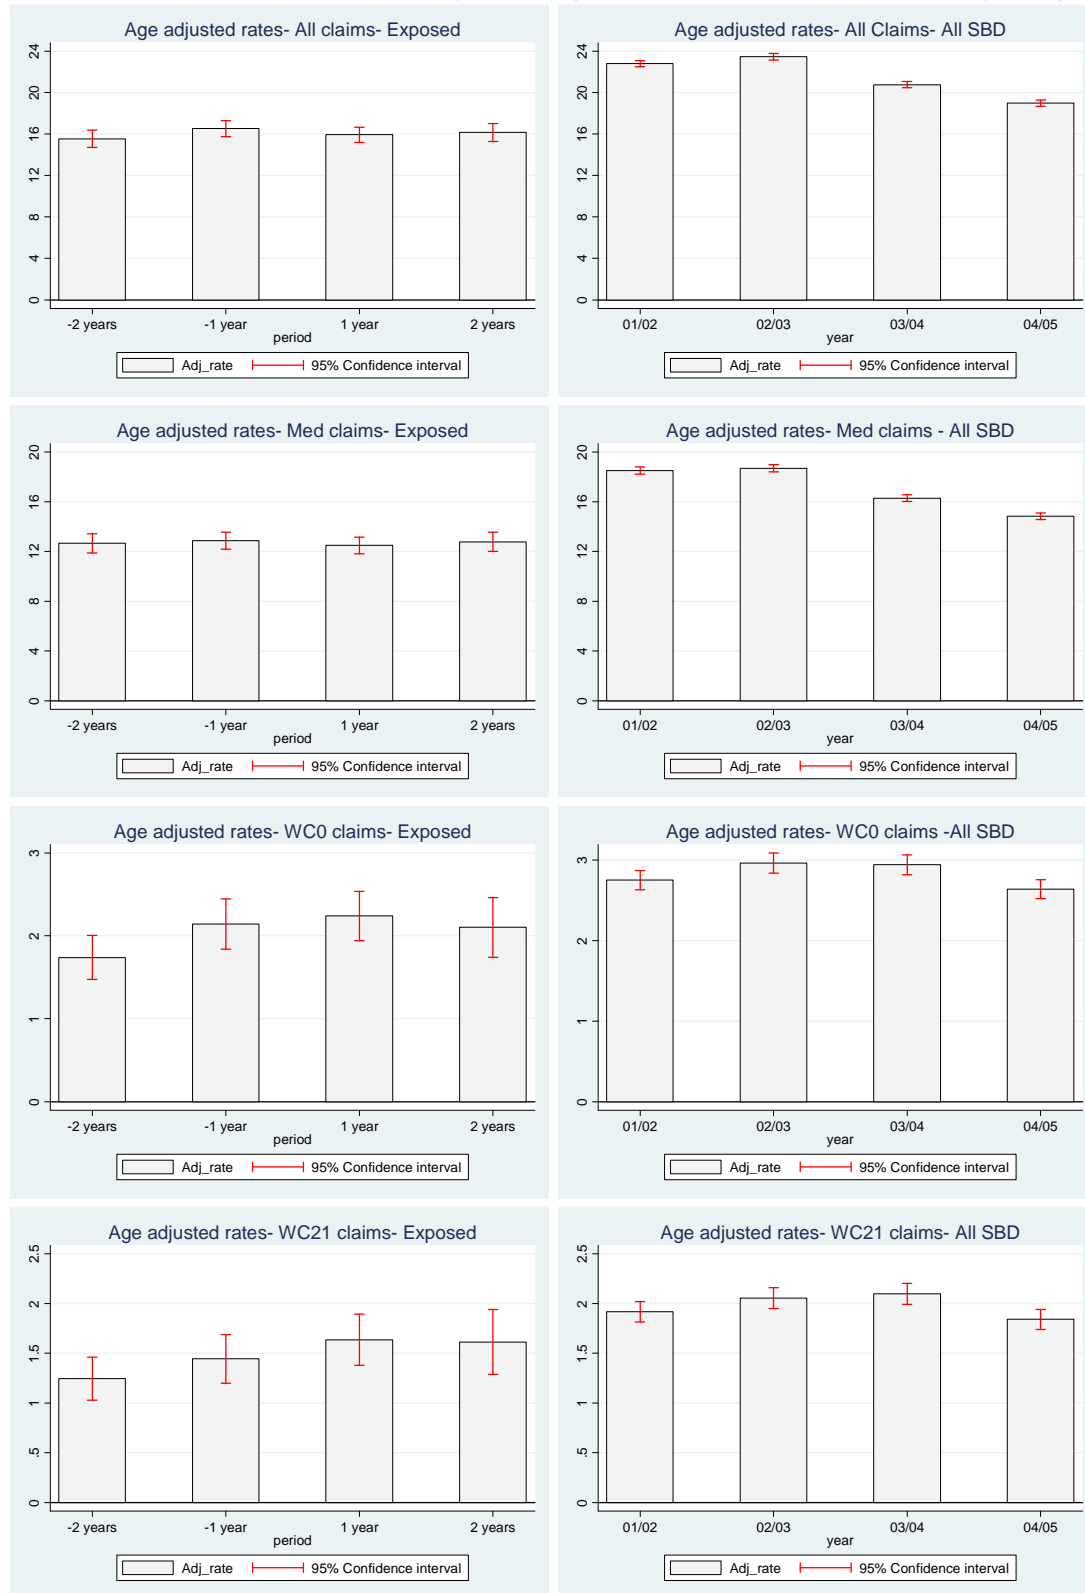 Age adjusted rates- All claims- Exposed
24
20
16
12
8
4
0
-2 years -1 year 1 year 2 years
period
Adj_rate 95% Confidence interval
Age adjusted rates- All Claims- All SBD
24
20
16
12
8
4
0
01/02 02/03 03/04 04/05
year
Adj_rate 95% Confidence interval
Age adjusted rates- Med claims- Exposed
20
16
12
8
4
0
-2 years -1 year 1 year 2 years
period
Adj_rate 95% Confidence interval
Age adjusted rates- Med claims - All SBD
20
16
12
8
4
0
01/02 02/03 03/04 04/05
year
Adj_rate 95% Confidence interval
Age adjusted rates- WC0 claims- Exposed
3
2
1
0
-2 years -1 year 1 year 2 years
period
Adj_rate 95% Confidence interval
Age adjusted rates- WC0 claims -All SBD
3
2
1
0
01/02 02/03 03/04 04/05
year
Adj_rate 95% Confidence interval
Age adjusted rates- WC21 claims- Exposed
2.5
2
1.5
1
.5
0
-2 years -1 year 1 year 2 years
period
Adj_rate 95% Confidence interval
Age adjusted rates- WC21 claims- All SBD
2.5
2
1.5
1
.5
0
01/02 02/03 03/04 04/05
year
Adj_rate 95% Confidence interval